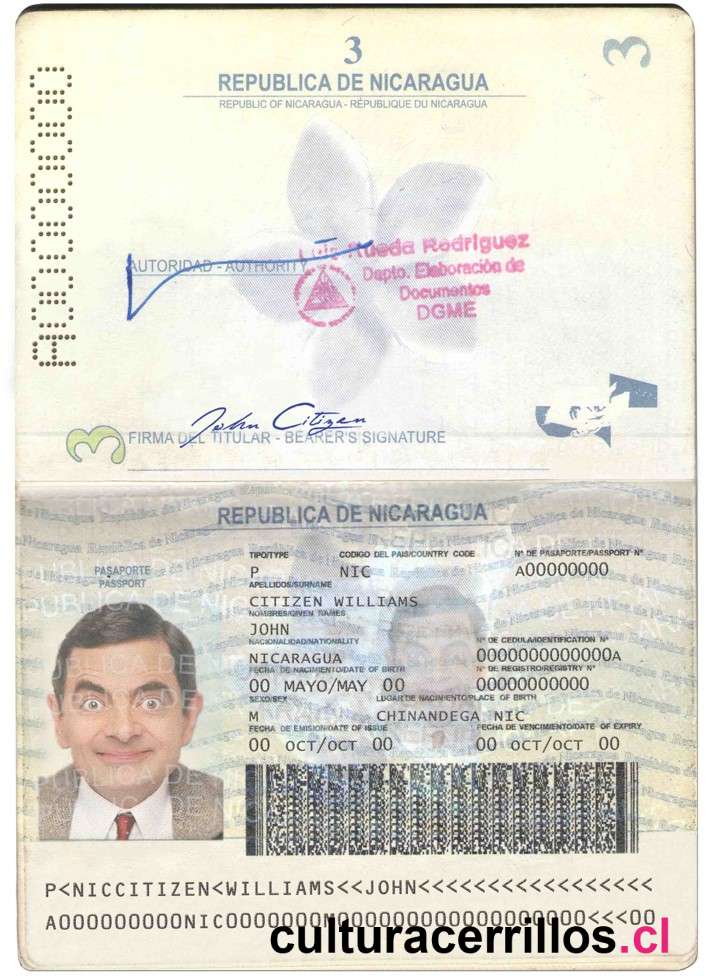 3
3
REPUBLICA DE NICARAGUA
REPUBLIC OF NICARAGUA - RÉPUBLIQUE DU NICARAGUA
A00000000
AUTORIDAD - AUTHORITY
Luis Rueda Rodriguez
Depto. Elaboración de
Documentos
DGME
John Citizen
3
FIRMA DEL TITULAR - BEARER'S SIGNATURE
REPUBLICA DE NICARAGUA
PASAPORTE
PASSPORT
TIPO/TYPE CODIGO DEL PAIS/COUNTRY CODE Nº DE PASAPORTE/PASSPORT Nº
P NIC A00000000
APELLIDOS/SURNAME
CITIZEN WILLIAMS
NOMBRES/GIVEN NAMES
JOHN
NACIONALIDAD/NATIONALITY Nº DE CEDULA/IDENTIFICATION Nº
NICARAGUA 0000000000000A
FECHA DE NACIMIENTO/DATE OF BIRTH Nº DE REGISTRO/REGISTRY Nº
00 MAYO/MAY 00 00000000000
SEXO/SEX LUGAR DE NACIMIENTO/PLACE OF BIRTH
M CHINANDEGA NIC
FECHA DE EMISION/DATE OF ISSUE FECHA DE VENCIMIENTO/DATE OF EXPIRY
00 OCT/OCT 00 00 OCT/OCT 00
P<NICCITIZEN<WILLIAMS<<JOHN<<<<<<<<<<<<<<<<<
culturacerrillos.cl